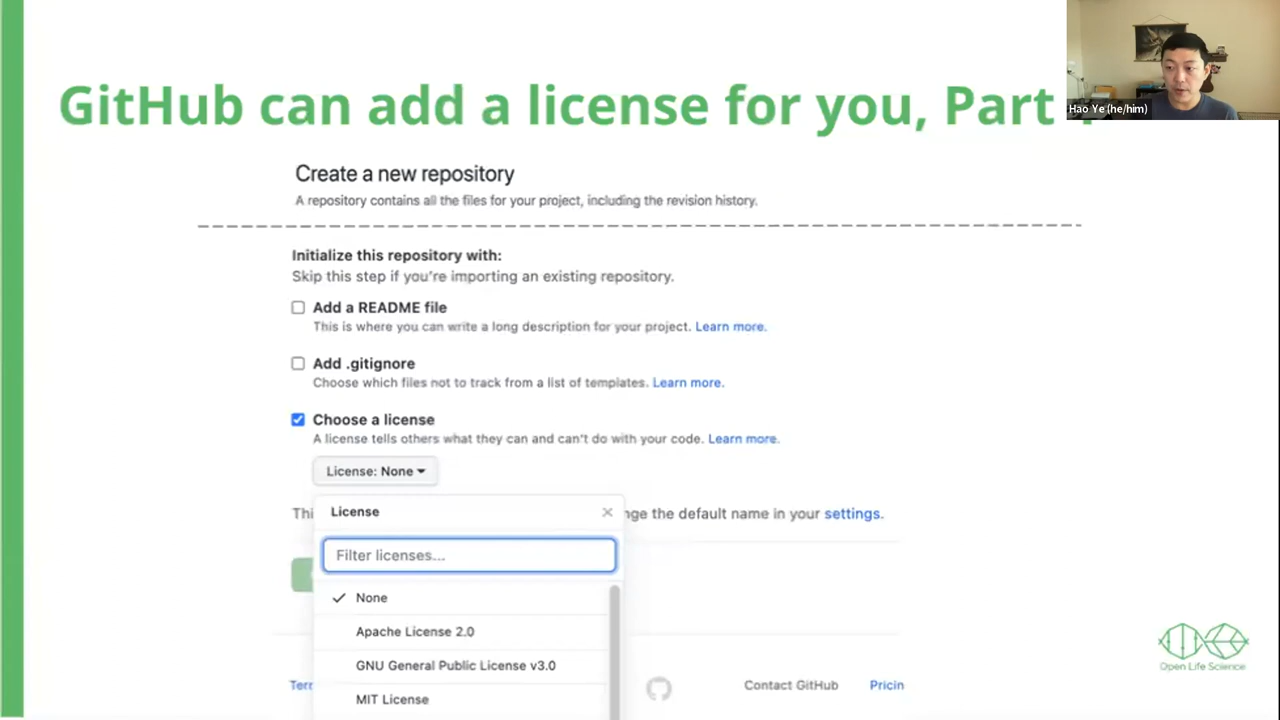 GitHub can add a license for you, Part
Hao Ye (he/him)
Create a new repository
A repository contains all the files for your project, including the revision history.
Initialize this repository with:
Skip this step if you're importing an existing repository.
Add a README file
This is where you can write a long description for your project. Learn more.
Add .gitignore
Choose which files not to track from a list of templates. Learn more.
Choose a license
A license tells others what they can and can't do with your code. Learn more.
License: None
License
nge the default name in your settings.
Filter licenses...
None
Apache License 2.0
GNU General Public License v3.0
MIT License
Contact GitHub
Pricin
Open Life Science